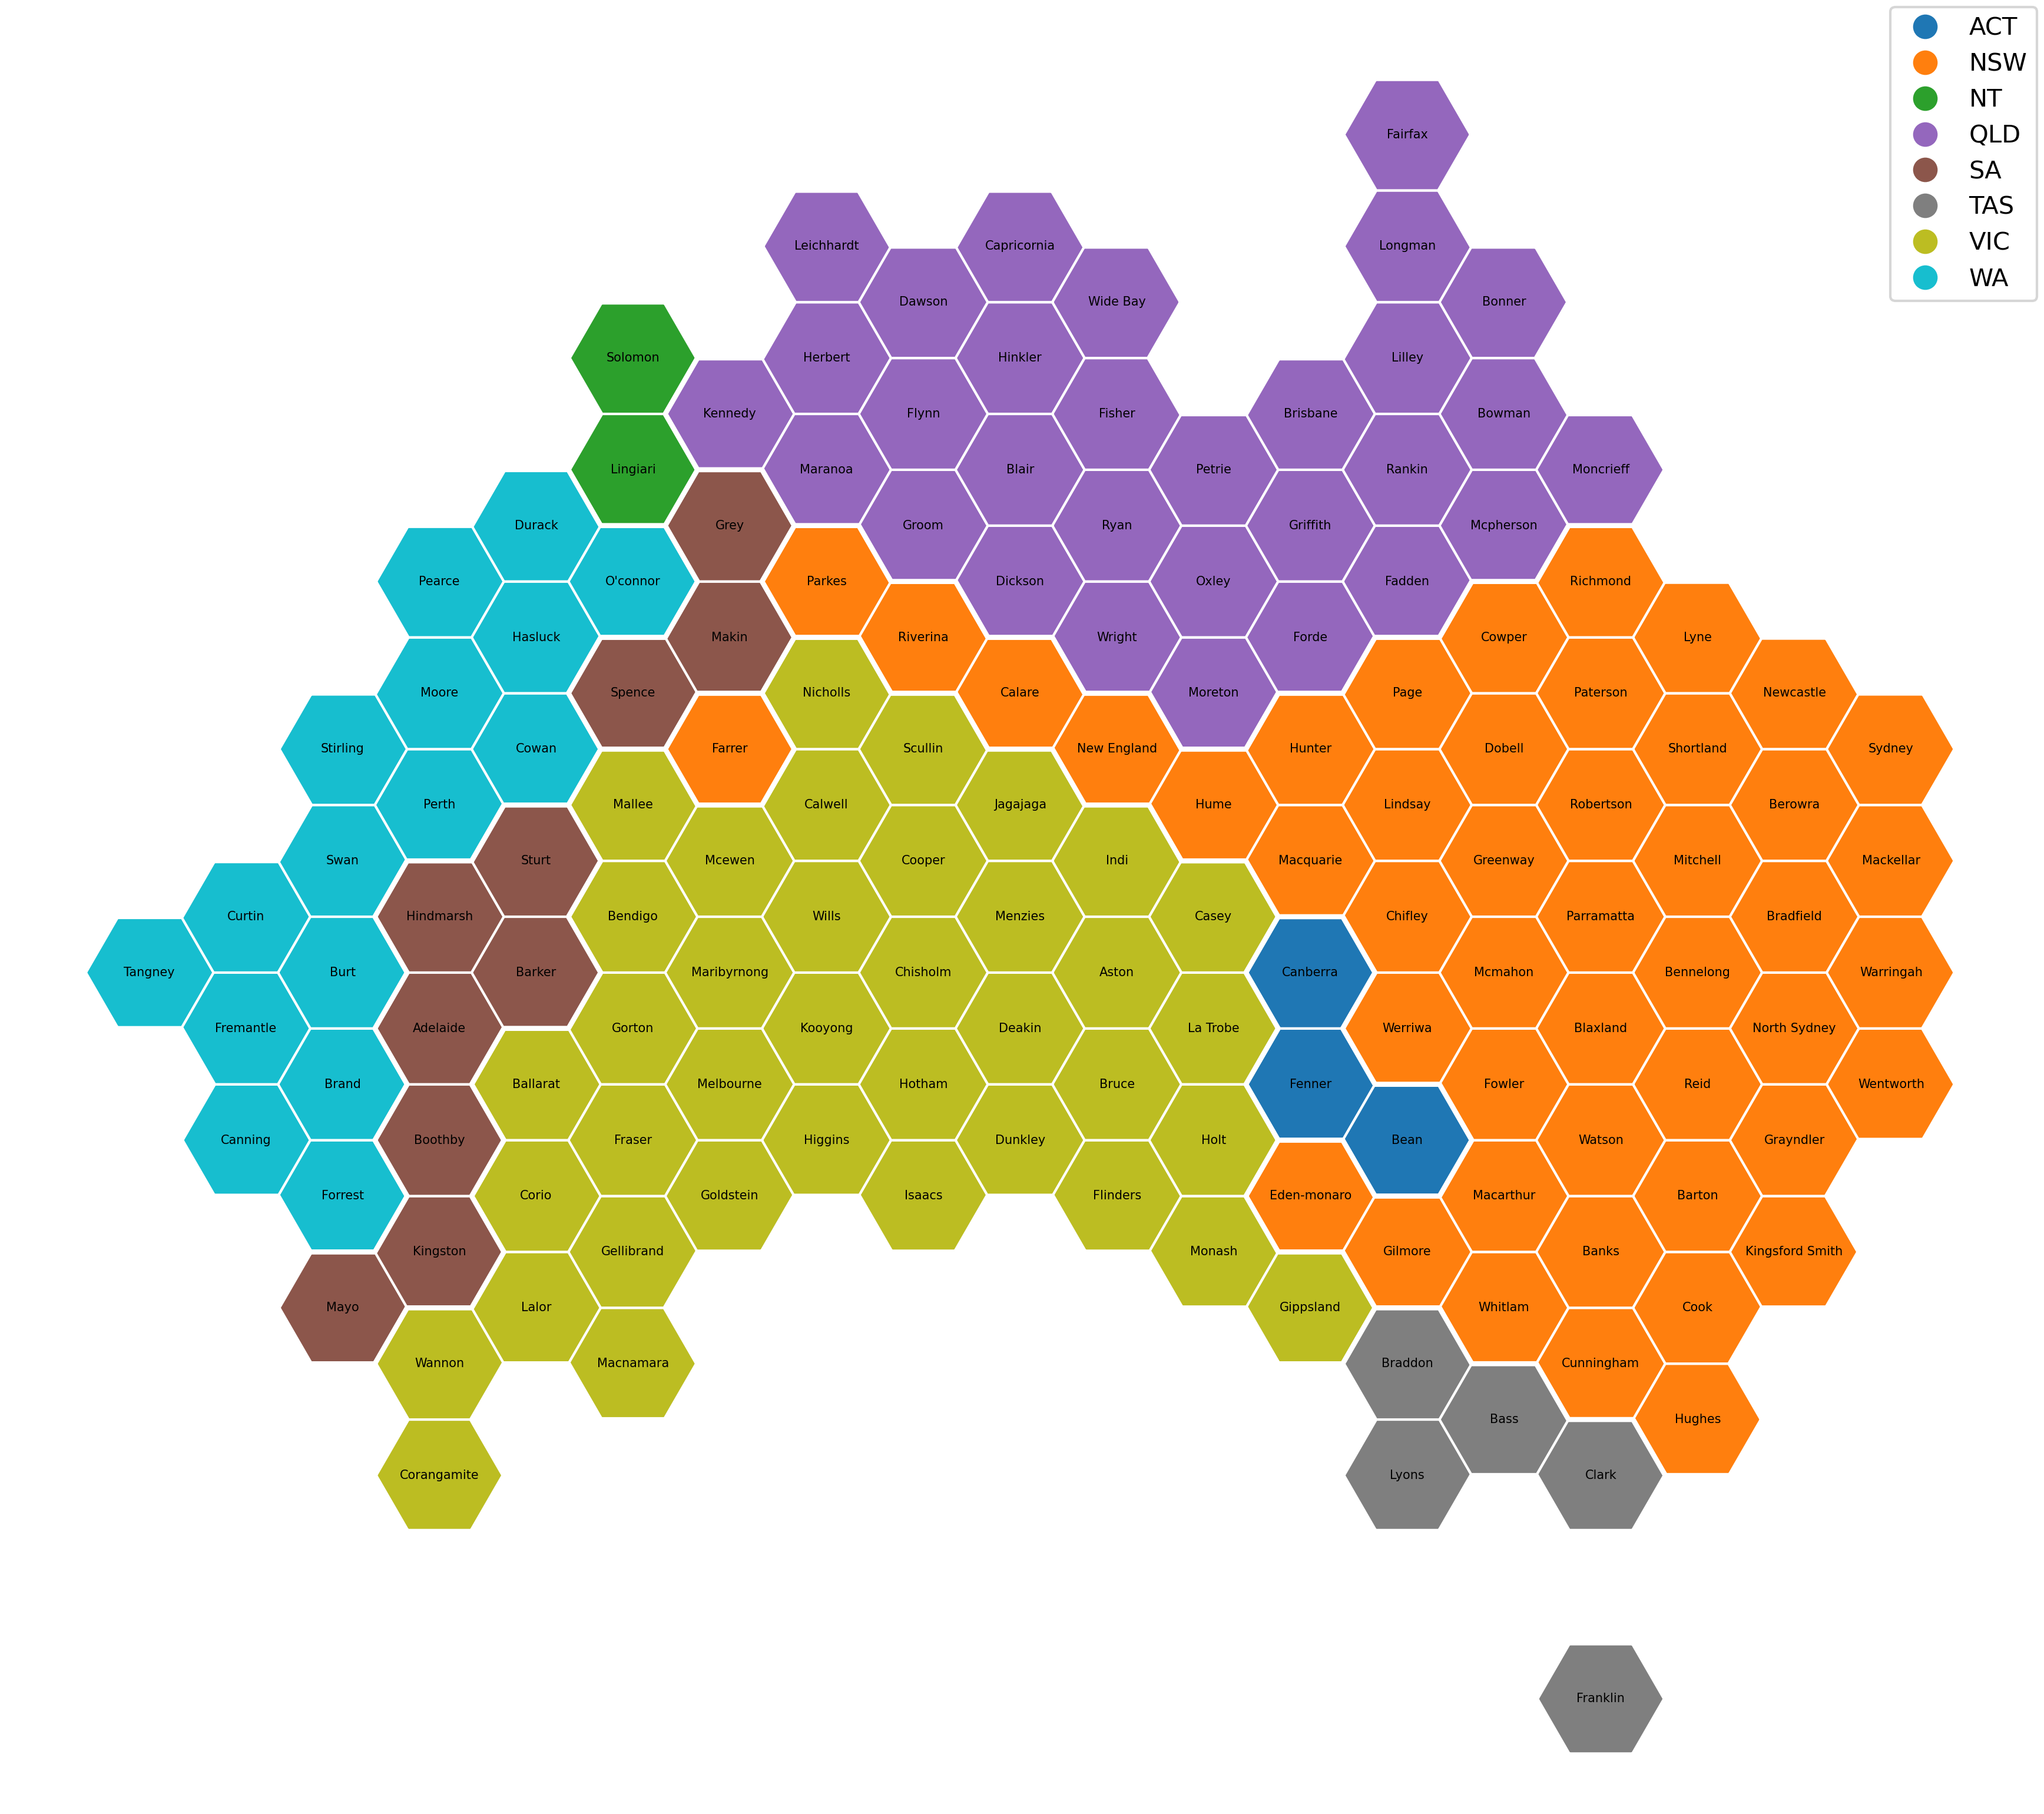 ACT
NSW
NT
QLD
SA
TAS
VIC
WA
Fairfax
Leichhardt
Capricornia
Longman
Dawson
Wide Bay
Bonner
Solomon
Herbert
Hinkler
Lilley
Kennedy
Flynn
Fisher
Brisbane
Bowman
Lingiari
Maranoa
Blair
Petrie
Rankin
Moncrieff
Durack
Grey
Groom
Ryan
Griffith
Mcpherson
Pearce
O'connor
Parkes
Dickson
Oxley
Fadden
Richmond
Hasluck
Makin
Riverina
Wright
Forde
Cowper
Lyne
Moore
Spence
Nicholls
Calare
Moreton
Page
Paterson
Newcastle
Stirling
Cowan
Farrer
Scullin
New England
Hunter
Dobell
Shortland
Sydney
Perth
Mallee
Calwell
Jagajaga
Hume
Lindsay
Robertson
Berowra
Swan
Sturt
Mcewen
Cooper
Indi
Macquarie
Greenway
Mitchell
Mackellar
Curtin
Hindmarsh
Bendigo
Wills
Menzies
Casey
Chifley
Parramatta
Bradfield
Tangney
Burt
Barker
Maribyrnong
Chisholm
Aston
Canberra
Mcmahon
Bennelong
Warringah
Fremantle
Adelaide
Gorton
Kooyong
Deakin
La Trobe
Werriwa
Blaxland
North Sydney
Brand
Ballarat
Melbourne
Hotham
Bruce
Fenner
Fowler
Reid
Wentworth
Canning
Boothby
Fraser
Higgins
Dunkley
Holt
Bean
Watson
Grayndler
Forrest
Corio
Goldstein
Isaacs
Flinders
Eden-monaro
Macarthur
Barton
Kingston
Gellibrand
Monash
Gilmore
Banks
Kingsford Smith
Mayo
Lalor
Gippsland
Whitlam
Cook
Wannon
Macnamara
Braddon
Cunningham
Bass
Hughes
Corangamite
Lyons
Clark
Franklin